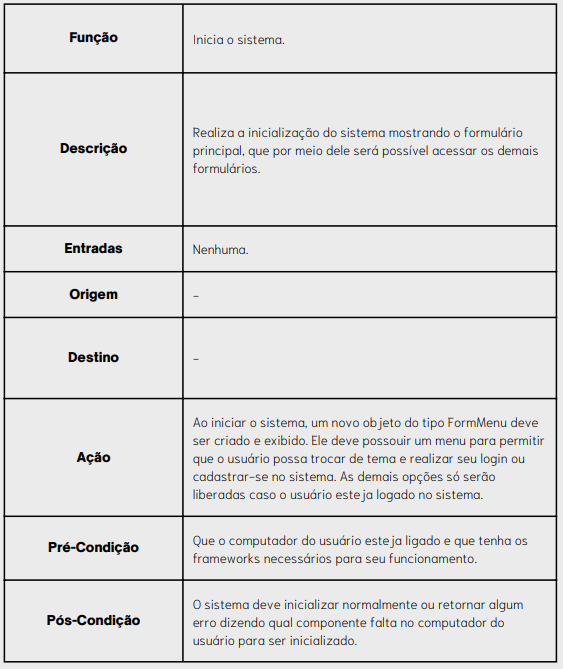 Função
Inicia o sistema.
Descrição
Realiza a inicialização do sistema mostrando o formulário
principal, que por meio dele será possível acessar os demais
formulários.
Entradas
Nenhuma.
Origem
–
Destino
–
Ação
Ao iniciar o sistema, um novo objeto do tipo FormMenu deve
ser criado e exibido. Ele deve possouir um menu para permitir
que o usuário possa trocar de tema e realizar seu login ou
cadastrar-se no sistema. As demais opções só serão
liberadas caso o usuário esteja logado no sistema.
Pré-Condição
Que o computador do usuário esteja ligado e que tenha os
frameworks necessários para seu funcionamento.
Pós-Condição
O sistema deve inicializar normalmente ou retornar algum
erro dizendo qual componente falta no computador do
usuário para ser inicializado.